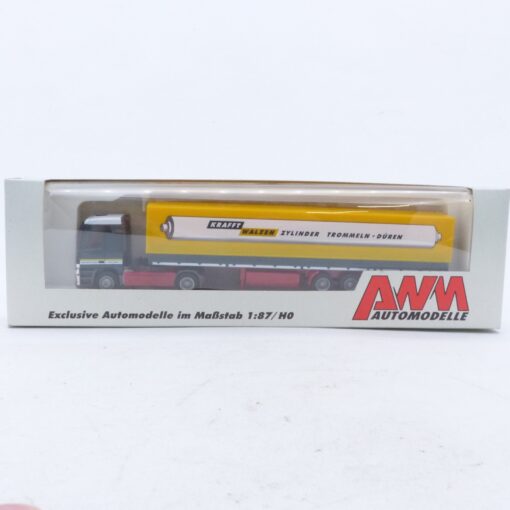 KRAFFT
WALZEN ZYLINDER TROMMELN · DÜREN
AWM
AUTOMODELLE
Exclusive Automodelle im Maßstab 1:87/H0